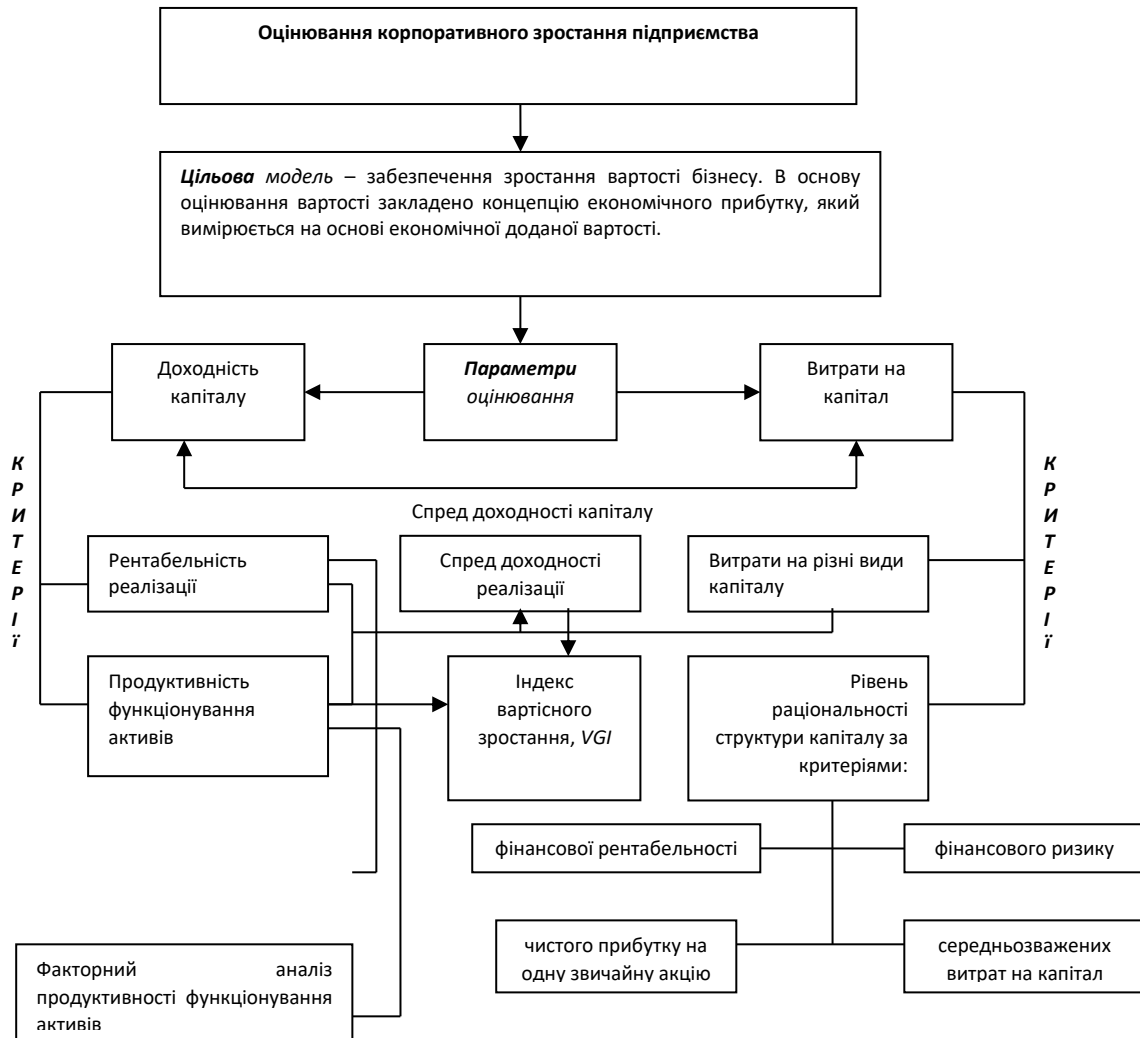 Оцінювання корпоративного зростання підприємства
Цільова модель – забезпечення зростання вартості бізнесу. В основу
оцінювання вартості закладено концепцію економічного прибутку, який
вимірюється на основі економічної доданої вартості.
Доходність
капіталу
Параметри
оцінювання
Витрати на
капітал
К
Р
И
Т
Е
Р
І
Ї
К
Р
И
Т
Е
Р
І
Ї
Спред доходності капіталу
Рентабельність
реалізації
Спред доходності
реалізації
Витрати на різні види
капіталу
Продуктивність
функціонування
активів
Індекс
вартісного
зростання, VGI
Рівень
раціональності
структури капіталу за
критеріями:
фінансової рентабельності
фінансового ризику
чистого прибутку на
одну звичайну акцію
середньозважених
витрат на капітал
Факторний аналіз
продуктивності функціонування
активів